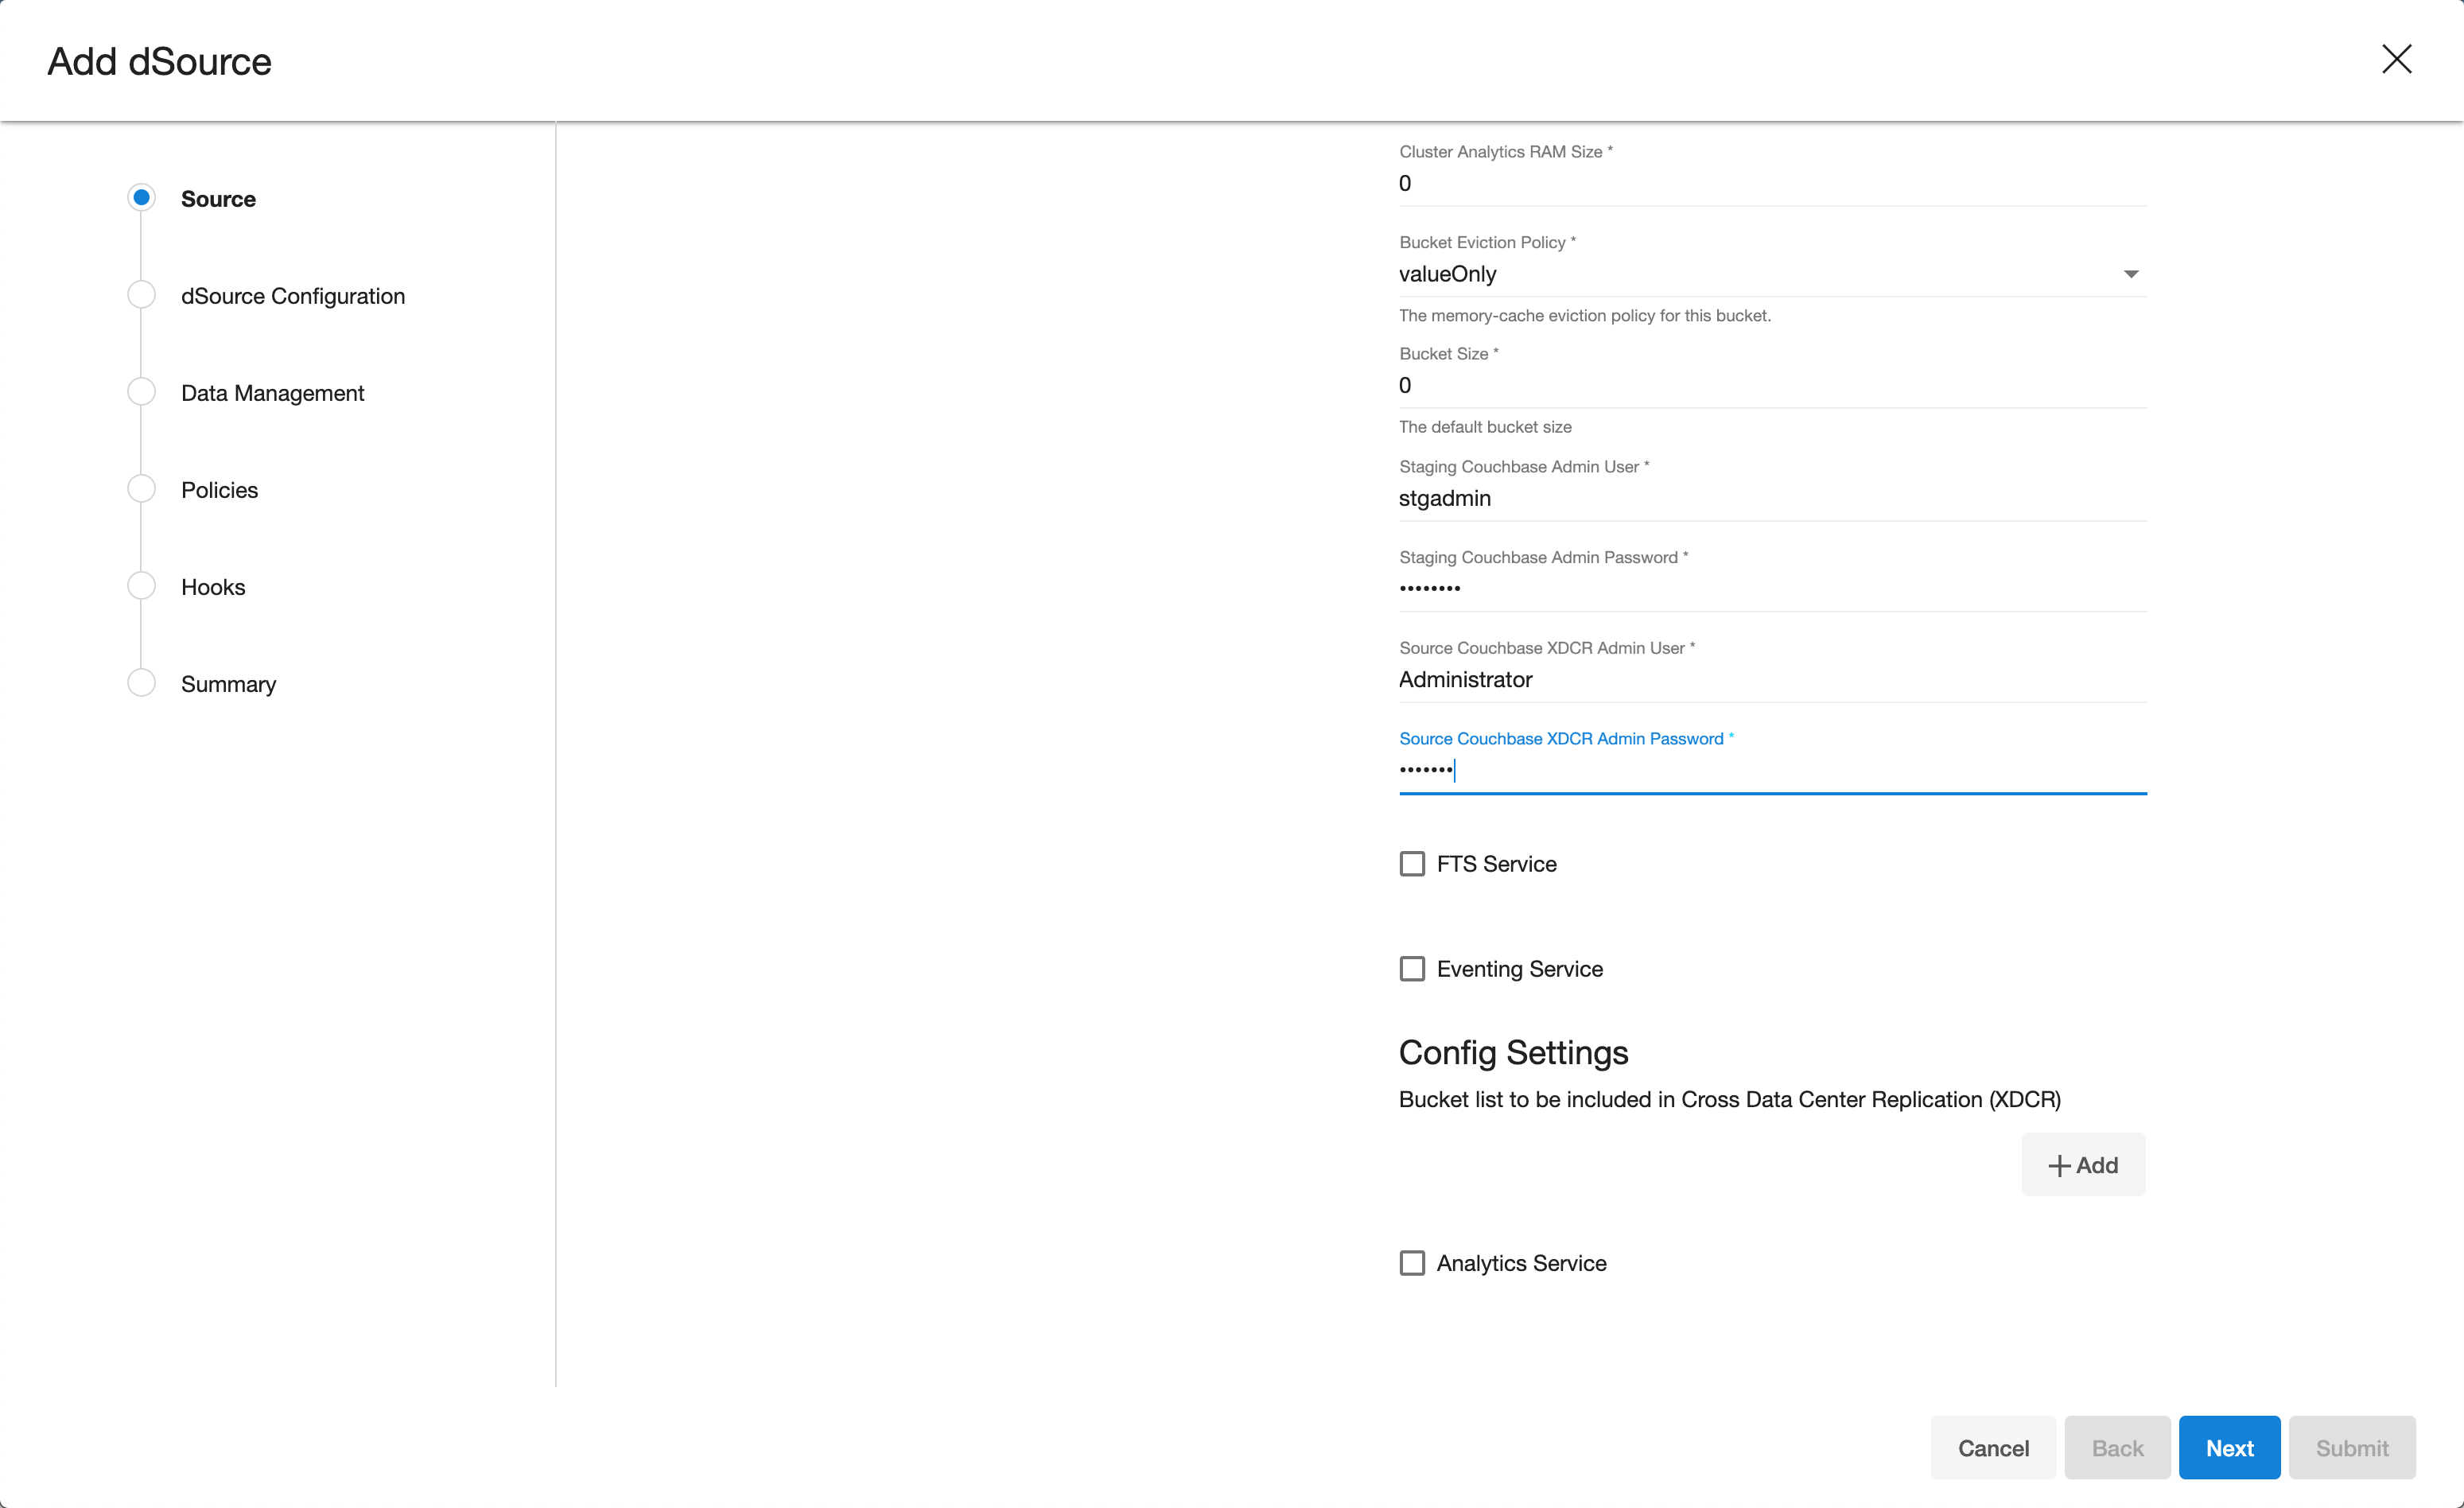 Add dSource
Source
dSource Configuration
Data Management
Policies
Hooks
Summary
Cluster Analytics RAM Size *
0
Bucket Eviction Policy *
valueOnly
The memory-cache eviction policy for this bucket.
Bucket Size *
0
The default bucket size
Staging Couchbase Admin User *
stgadmin
Staging Couchbase Admin Password *
••••••••
Source Couchbase XDCR Admin User *
Administrator
Source Couchbase XDCR Admin Password *
•••••••
FTS Service
Eventing Service
Config Settings
Bucket list to be included in Cross Data Center Replication (XDCR)
+ Add
Analytics Service
Cancel Back Next Submit